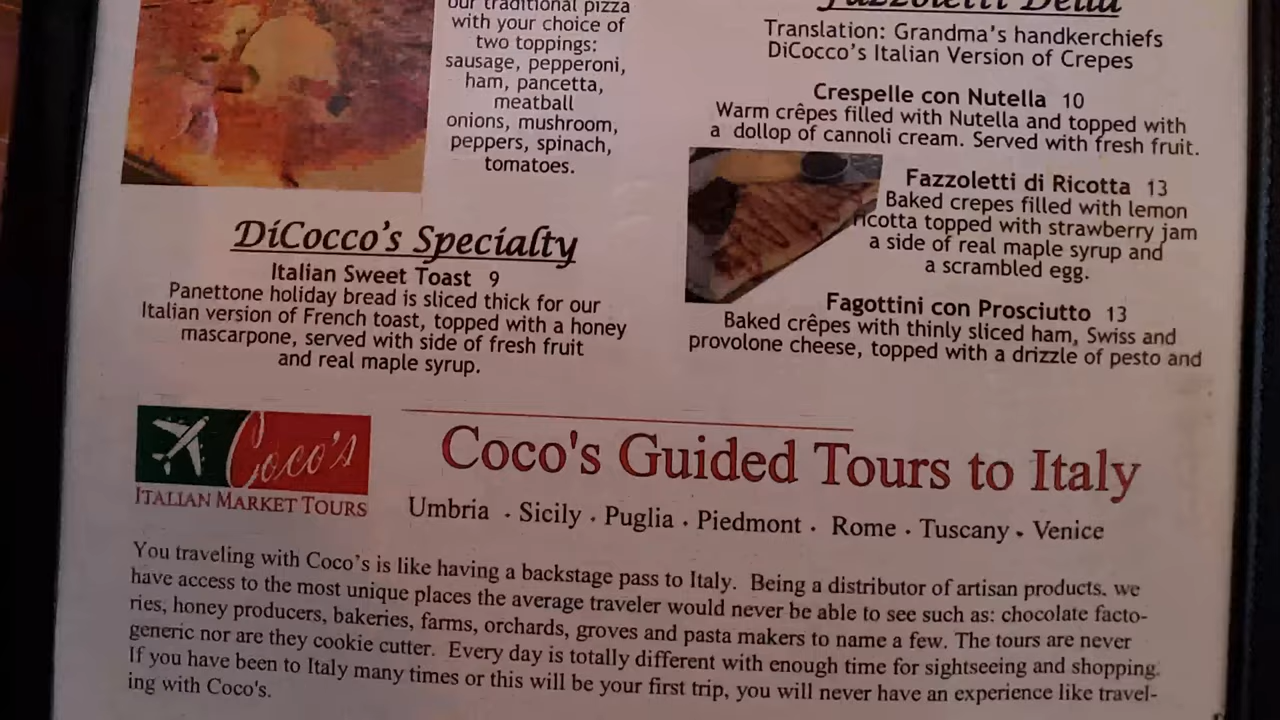 our traditional pizza
with your choice of
two toppings:
sausage, pepperoni,
ham, pancetta,
meatball
onions, mushroom,
peppers, spinach,
tomatoes.
DiCocco's Specialty
Italian Sweet Toast 9
Panettone holiday bread is sliced thick for our
Italian version of French toast, topped with a honey
mascarpone, served with side of fresh fruit
and real maple syrup.
Fazzoletti Della
Translation: Grandma's handkerchiefs
DiCocco's Italian Version of Crepes
Crespelle con Nutella 10
Warm crêpes filled with Nutella and topped with
a dollop of cannoli cream. Served with fresh fruit.
Fazzoletti di Ricotta 13
Baked crepes filled with lemon
ricotta topped with strawberry jam
a side of real maple syrup and
a scrambled egg.
Fagottini con Prosciutto 13
Baked crêpes with thinly sliced ham, Swiss and
provolone cheese, topped with a drizzle of pesto and
Coco's
ITALIAN MARKET TOURS
Coco's Guided Tours to Italy
Umbria . Sicily . Puglia . Piedmont . Rome . Tuscany . Venice
You traveling with Coco's is like having a backstage pass to Italy. Being a distributor of artisan products, we
have access to the most unique places the average traveler would never be able to see such as: chocolate facto-
ries, honey producers, bakeries, farms, orchards, groves and pasta makers to name a few. The tours are never
generic nor are they cookie cutter. Every day is totally different with enough time for sightseeing and shopping.
If you have been to Italy many times or this will be your first trip, you will never have an experience like travel-
ing with Coco's.